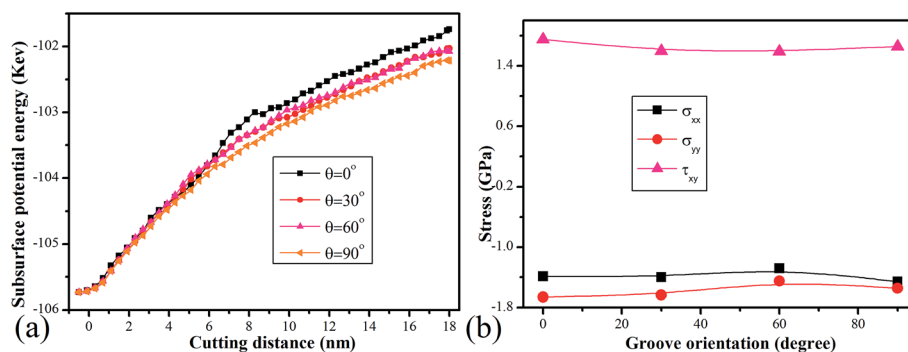 (a)
Subsurface potential energy (Kev)
-102
-103
-104
-105
-106
θ=0°
θ=30°
θ=60°
θ=90°
0 2 4 6 8 10 12 14 16 18
Cutting distance (nm)
(b)
Stress (GPa)
1.4
0.6
-0.2
-1.0
-1.8
σxx
σyy
τxy
0 20 40 60 80
Groove orientation (degree)